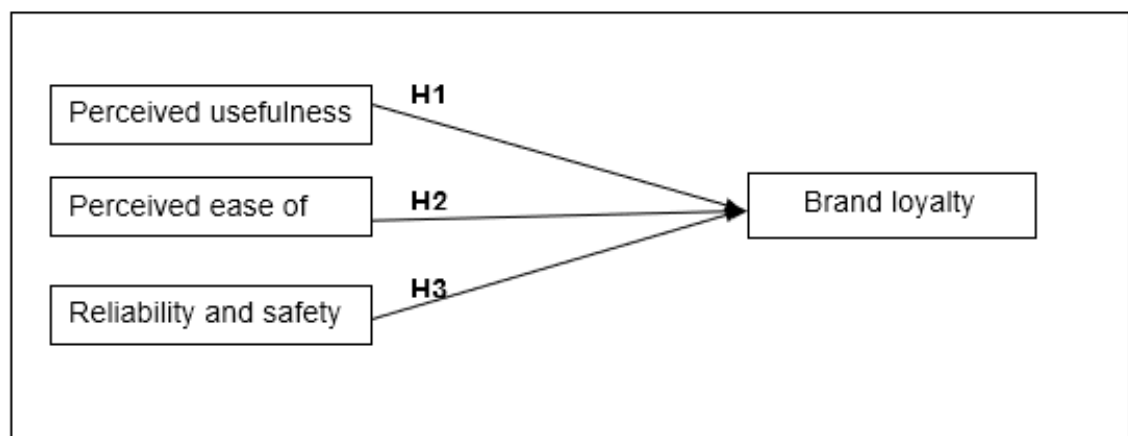 H1
Perceived usefulness
H2
Perceived ease of
Brand loyalty
H3
Reliability and safety